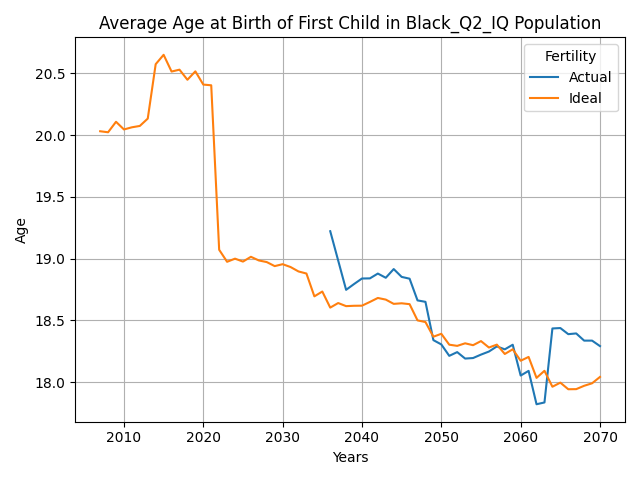 Average Age at Birth of First Child in Black_Q2_IQ Population
Fertility
Actual
Ideal
20.5
20.0
19.5
19.0
18.5
18.0
Age
2010 2020 2030 2040 2050 2060 2070
Years